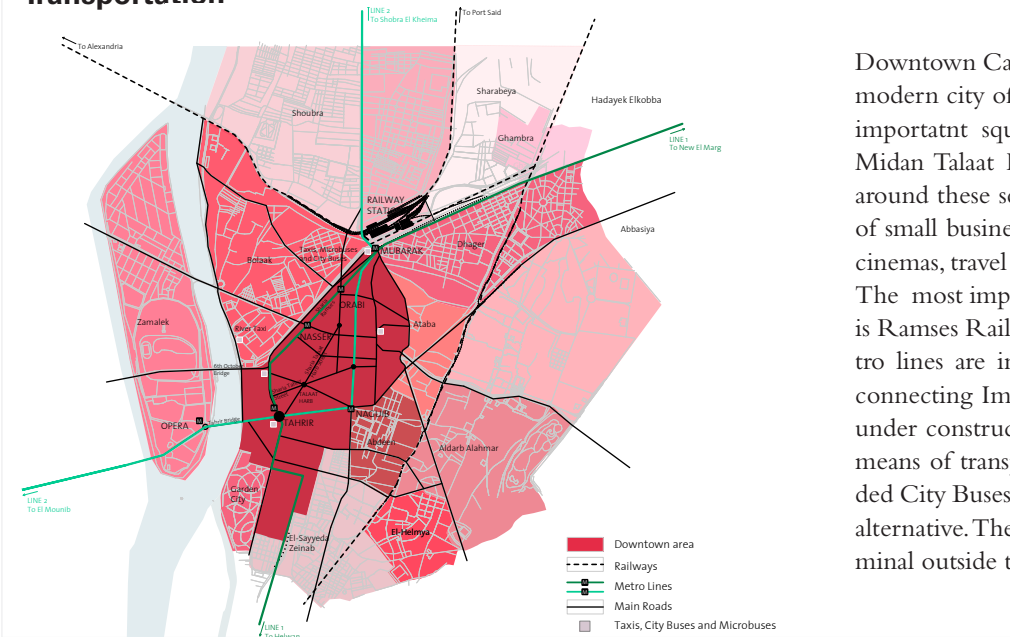 Transportation
LINE 2
To Shobra El Kheima
To Port Said
To Alexandria
Sharabeya
Hadayek Elkobba
Shoubra
Ghambra
LINE 1
To New El Marg
RAILWAY
STATION
Abbasiya
Taxis, Microbuses
and City Buses
MUBARAK
Dhager
Bolaak
ORABI
Zamalek
River Taxi
NASSER
Ataba
6th October
Bridge
TALAAT
HARB
OPERA
Tahrir Bridge
TAHRIR
NAGUIB
Abdeen
Aldarb Alahmar
Garden
City
LINE 2
To El Mounib
El-Sayyeda
Zeinab
El-Helmya
LINE 1
To Helwan
Downtown area
Railways
Metro Lines
Main Roads
Taxis, City Buses and Microbuses
Downtown Ca
modern city of
importatnt squ
Midan Talaat
around these s
of small busine
cinemas, travel
The most imp
is Ramses Rail
tro lines are i
connecting Im
under construc
means of trans
ded City Buses
alternative. The
minal outside t